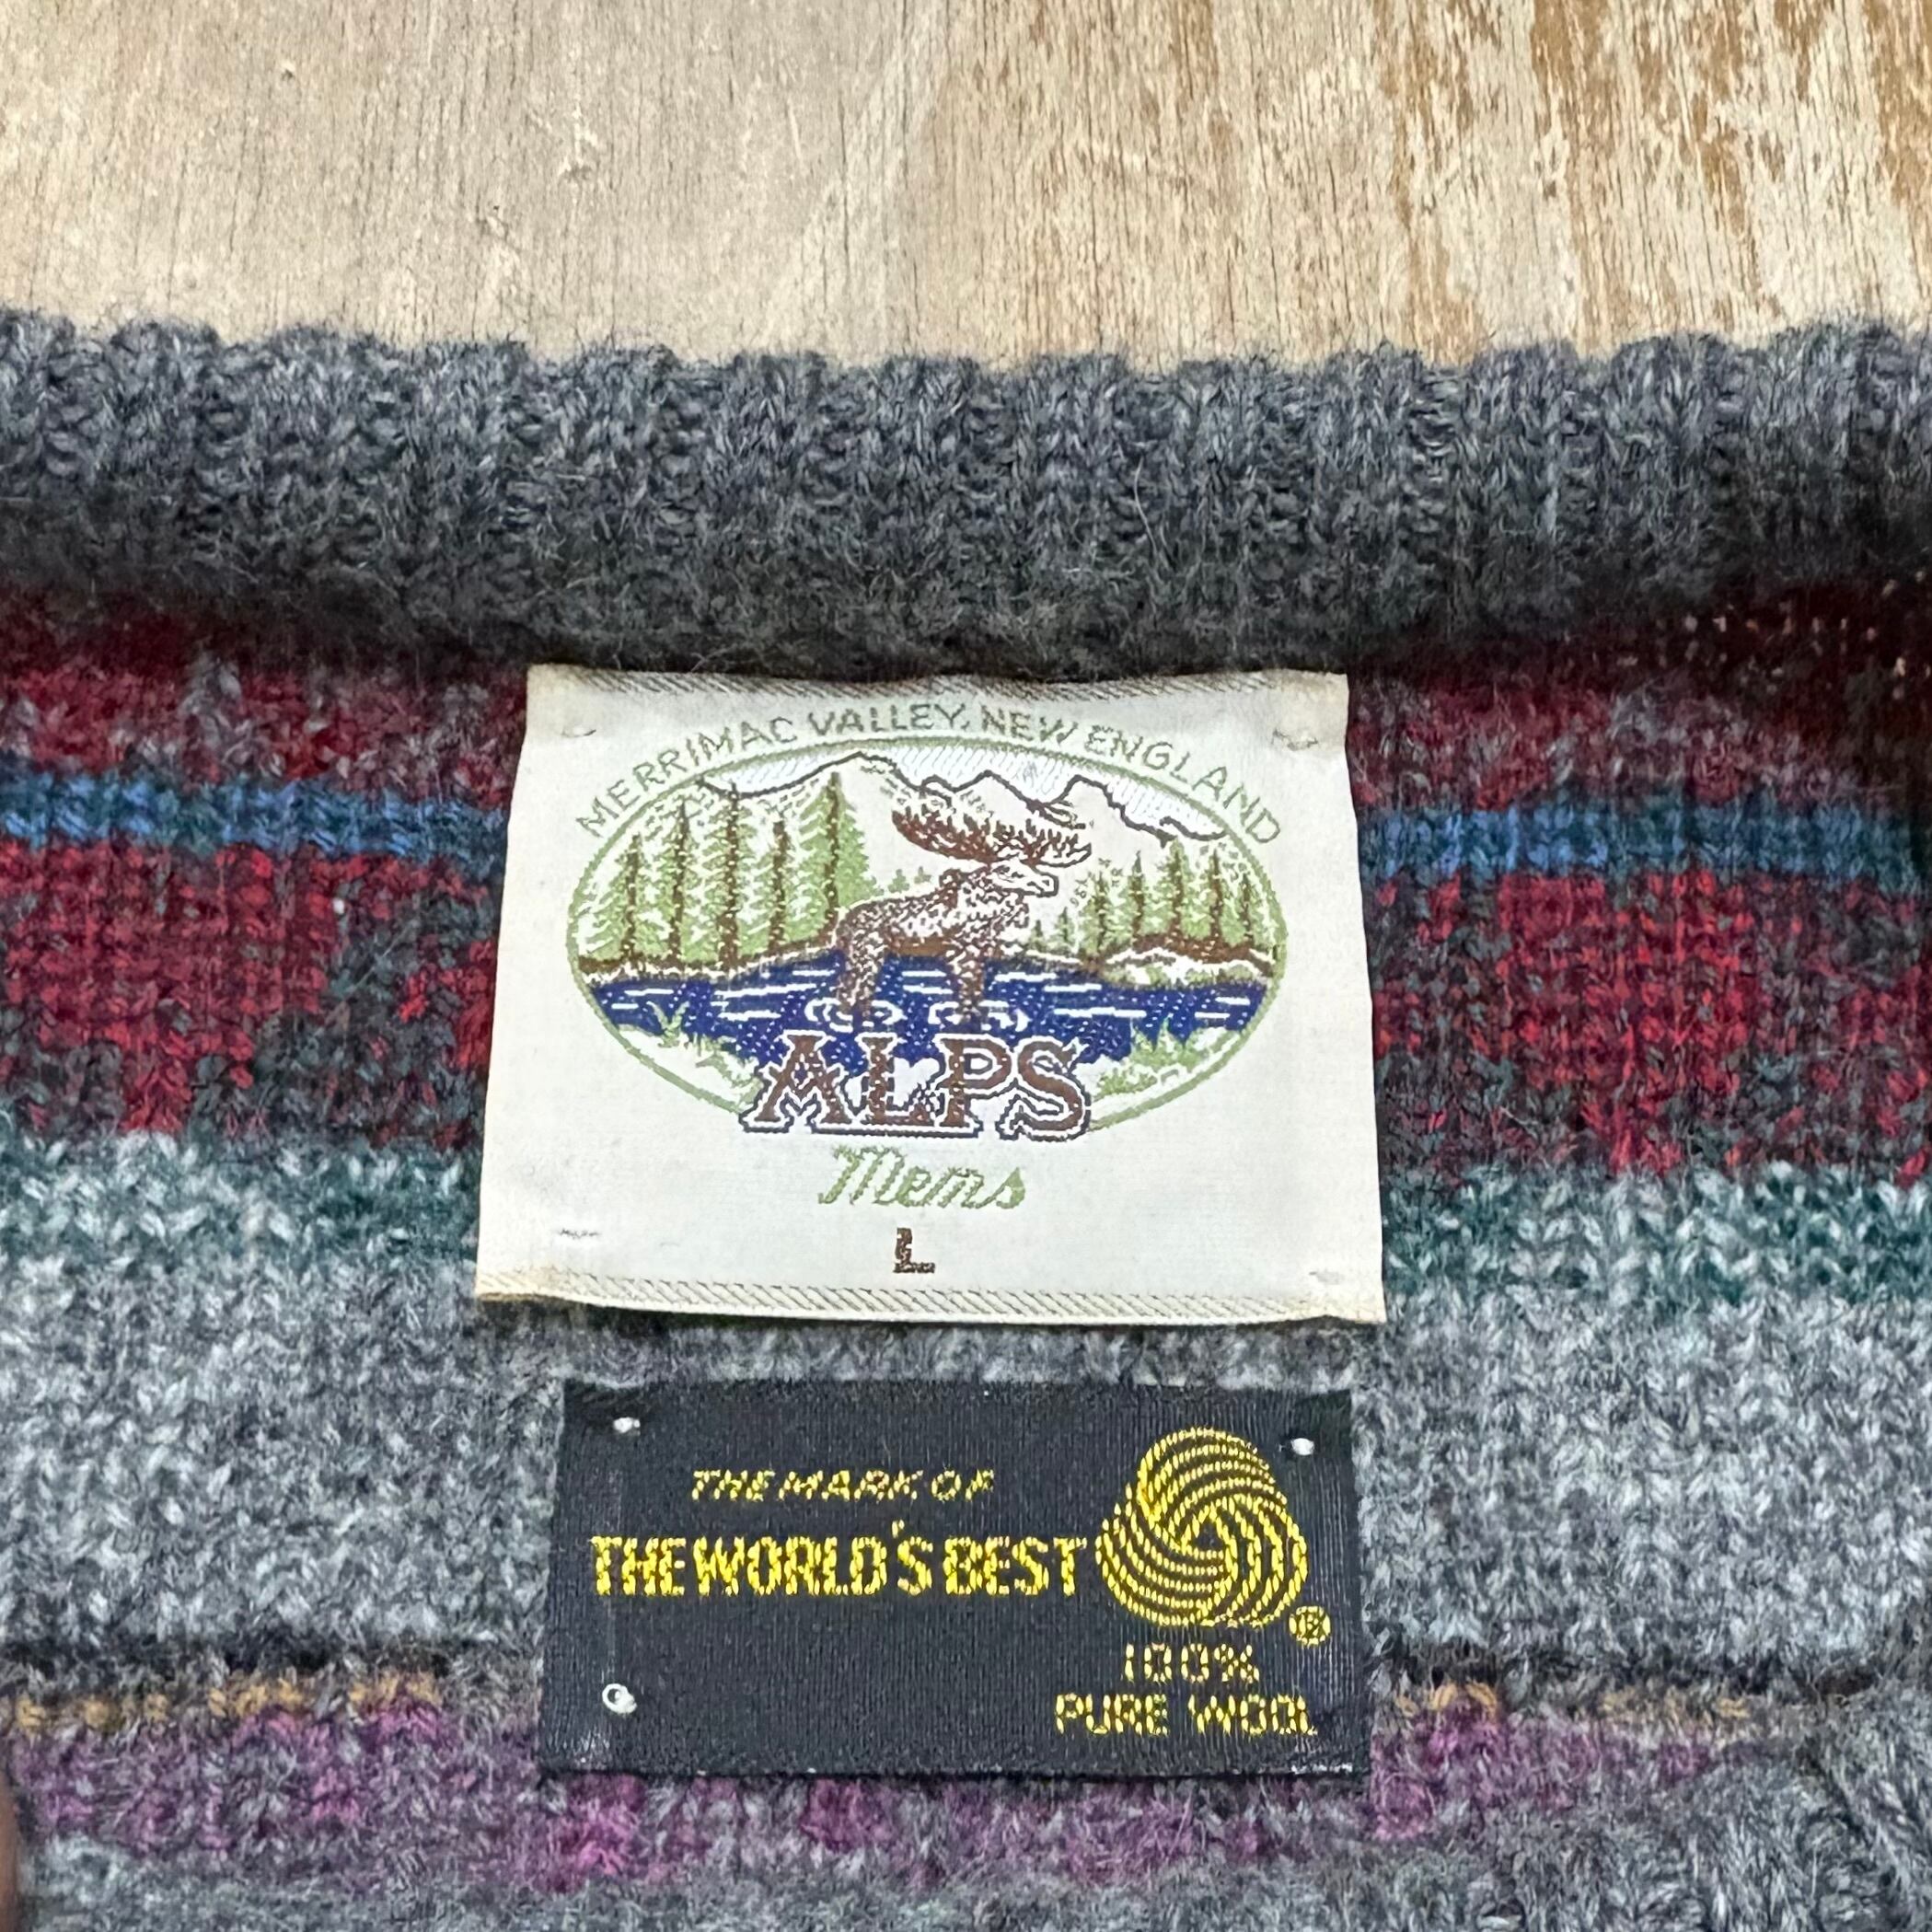 MERRIMAC VALLEY, NEW ENGLAND
ALPS
Mens
L
THE MARK OF
THE WORLD'S BEST
®
100%
PURE WOOL